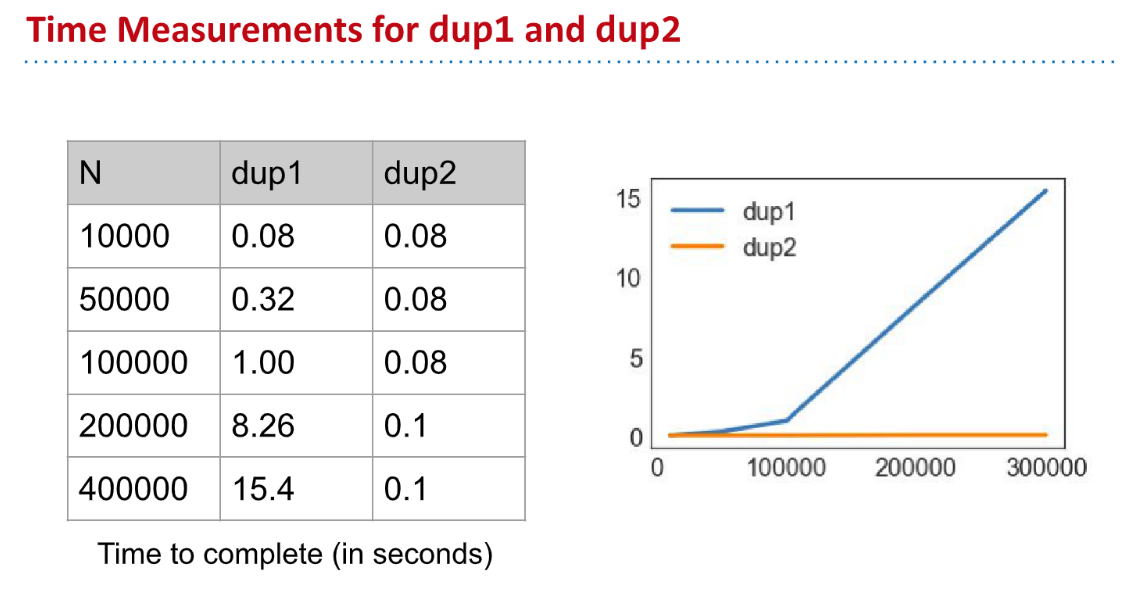 Time Measurements for dup1 and dup2
N dup1 dup2
10000 0.08 0.08
50000 0.32 0.08
100000 1.00 0.08
200000 8.26 0.1
400000 15.4 0.1
Time to complete (in seconds)
15
10
5
0
dup1
dup2
0 100000 200000 300000